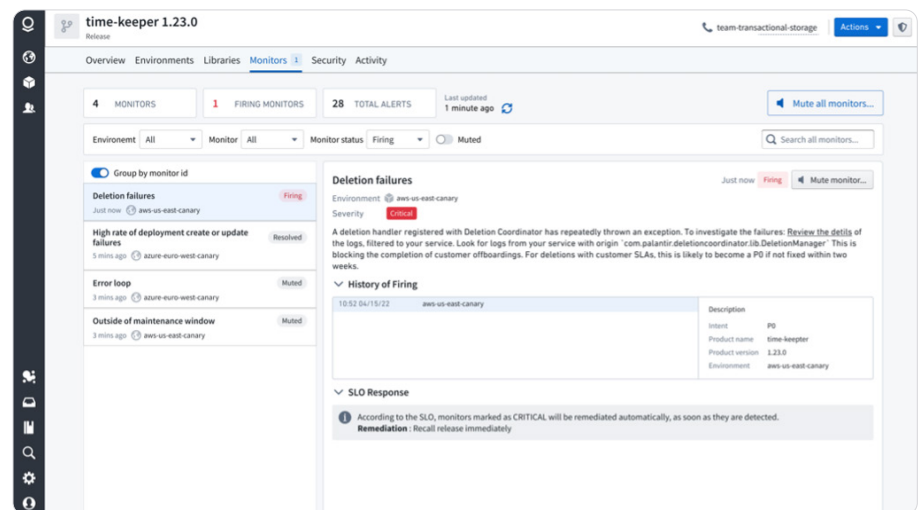 time-keeper 1.23.0
Release
team-transactional-storage
Actions
Overview Environments Libraries Monitors 1 Security Activity
4 MONITORS
1 FIRING MONITORS
28 TOTAL ALERTS
Last updated
1 minute ago
Mute all monitors...
Environemt All
Monitor All
Monitor status Firing
Muted
Search all monitors...
Group by monitor id
Deletion failures Firing
Just now aws-us-east-canary
High rate of deployment create or update
failures
Resolved
5 mins ago azure-euro-west-canary
Error loop Muted
3 mins ago azure-euro-west-canary
Outside of maintenance window Muted
3 mins ago aws-us-east-canary
Deletion failures
Just now Firing Mute monitor...
Environment aws-us-east-canary
Severity Critical
A deletion handler registered with Deletion Coordinator has repeatedly thrown an exception. To investigate the failures: Review the detils of
the logs, filtered to your service. Look for logs from your service with origin `com.palantir.deletioncoordinator.lib.DeletionManager` This is
blocking the completion of customer offboardings. For deletions with customer SLAs, this is likely to become a P0 if not fixed within two
weeks.
History of Firing
10:52 04/15/22 aws-us-east-canary
Description
Intent P0
Product name time-keepter
Product version 1.23.0
Environment aws-us-east-canary
SLO Response
According to the SLO, monitors marked as CRITICAL will be remediated automatically, as soon as they are detected.
Remediation : Recall release immediately